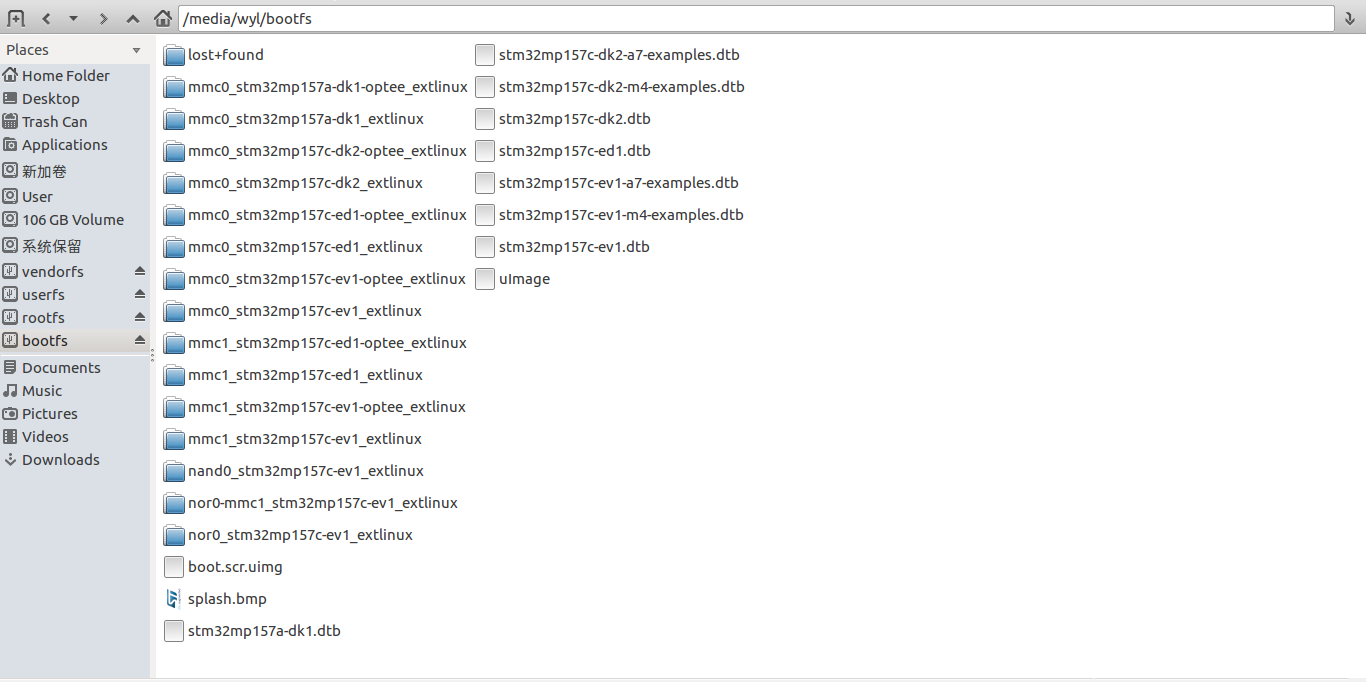 /media/wyl/bootfs
Places
Home Folder
Desktop
Trash Can
Applications
新加卷
User
106 GB Volume
系统保留
vendorfs
userfs
rootfs
bootfs
Documents
Music
Pictures
Videos
Downloads
lost+found
mmc0_stm32mp157a-dk1-optee_extlinux
mmc0_stm32mp157a-dk1_extlinux
mmc0_stm32mp157c-dk2-optee_extlinux
mmc0_stm32mp157c-dk2_extlinux
mmc0_stm32mp157c-ed1-optee_extlinux
mmc0_stm32mp157c-ed1_extlinux
mmc0_stm32mp157c-ev1-optee_extlinux
mmc0_stm32mp157c-ev1_extlinux
mmc1_stm32mp157c-ed1-optee_extlinux
mmc1_stm32mp157c-ed1_extlinux
mmc1_stm32mp157c-ev1-optee_extlinux
mmc1_stm32mp157c-ev1_extlinux
nand0_stm32mp157c-ev1_extlinux
nor0-mmc1_stm32mp157c-ev1_extlinux
nor0_stm32mp157c-ev1_extlinux
boot.scr.uimg
splash.bmp
stm32mp157a-dk1.dtb
stm32mp157c-dk2-a7-examples.dtb
stm32mp157c-dk2-m4-examples.dtb
stm32mp157c-dk2.dtb
stm32mp157c-ed1.dtb
stm32mp157c-ev1-a7-examples.dtb
stm32mp157c-ev1-m4-examples.dtb
stm32mp157c-ev1.dtb
uImage